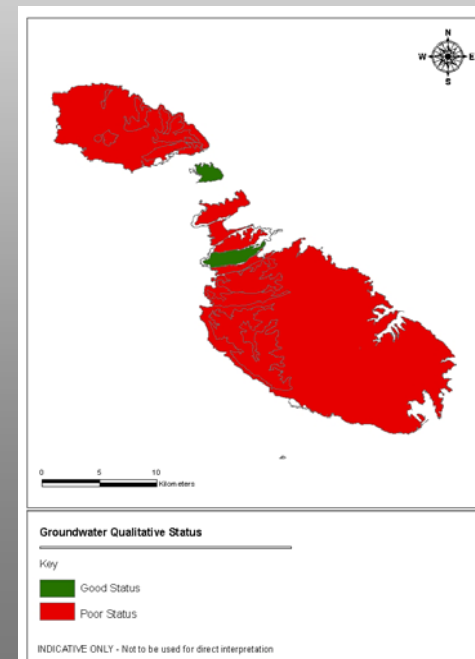 N
W E
S
0 5 10
Kilometers
Groundwater Qualitative Status
Key
Good Status
Poor Status
INDICATIVE ONLY - Not to be used for direct interpretation